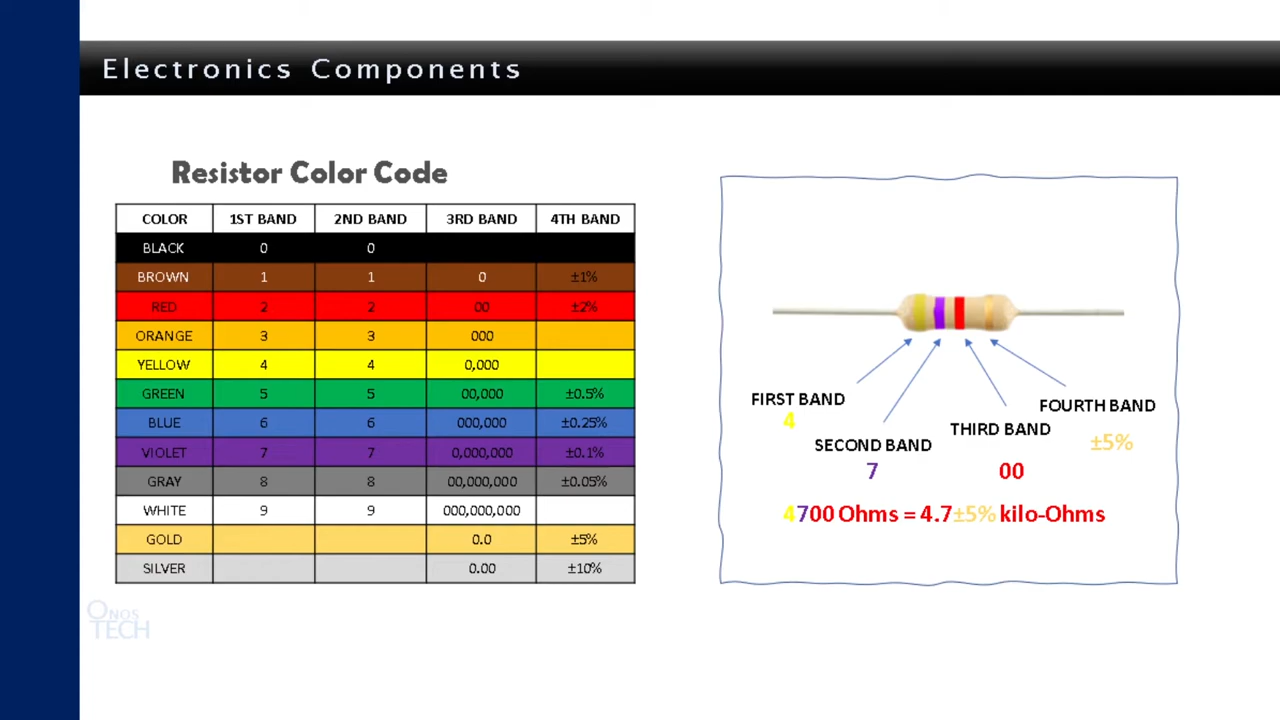 Electronics Components
Resistor Color Code
COLOR 1ST BAND 2ND BAND 3RD BAND 4TH BAND
BLACK 0 0
BROWN 1 1 0 ±1%
RED 2 2 00 ±2%
ORANGE 3 3 000
YELLOW 4 4 0,000
GREEN 5 5 00,000 ±0.5%
BLUE 6 6 000,000 ±0.25%
VIOLET 7 7 0,000,000 ±0.1%
GRAY 8 8 00,000,000 ±0.05%
WHITE 9 9 000,000,000
GOLD 0.0 ±5%
SILVER 0.00 ±10%
FIRST BAND
4
SECOND BAND
7
THIRD BAND
00
FOURTH BAND
±5%
4700 Ohms = 4.7±5% kilo-Ohms
ONOS
TECH